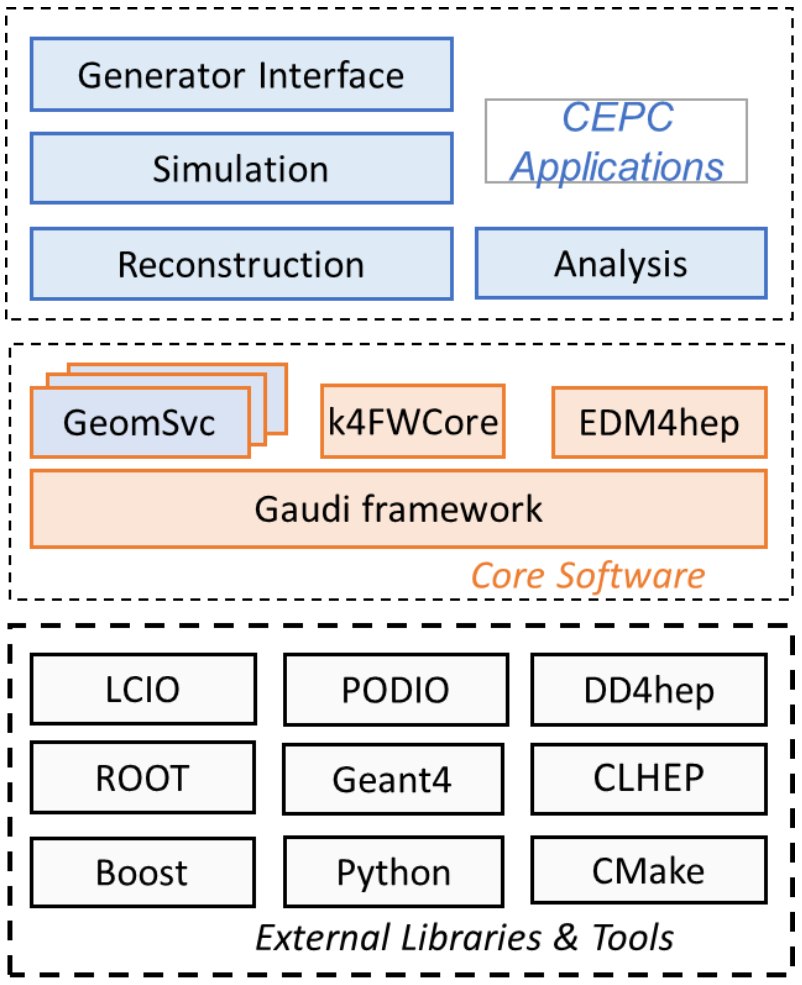 Generator Interface
CEPC
Applications
Simulation
Reconstruction
Analysis
GeomSvc
k4FWCore
EDM4hep
Gaudi framework
Core Software
LCIO
PODIO
DD4hep
ROOT
Geant4
CLHEP
Boost
Python
CMake
External Libraries & Tools